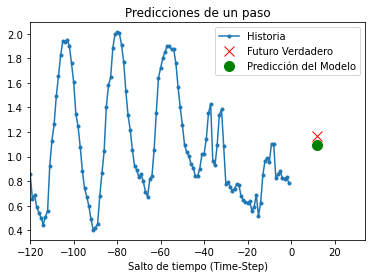 Predicciones de un paso
Historia
Futuro Verdadero
Predicción del Modelo
2.0
1.8
1.6
1.4
1.2
1.0
0.8
0.6
0.4
−120 −100 −80 −60 −40 −20 0 20
Salto de tiempo (Time-Step)